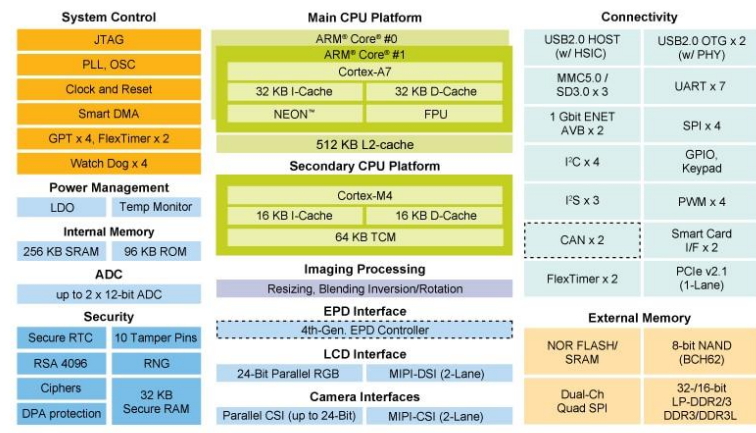 System Control
JTAG
PLL, OSC
Clock and Reset
Smart DMA
GPT x 4, FlexTimer x 2
Watch Dog x 4
Power Management
LDO
Temp Monitor
Internal Memory
256 KB SRAM
96 KB ROM
ADC
up to 2 x 12-bit ADC
Security
Secure RTC
10 Tamper Pins
RSA 4096
RNG
Ciphers
DPA protection
32 KB
Secure RAM
Main CPU Platform
ARM® Core® #0
ARM® Core® #1
Cortex-A7
32 KB I-Cache
32 KB D-Cache
NEON™
FPU
512 KB L2-cache
Secondary CPU Platform
Cortex-M4
16 KB I-Cache
16 KB D-Cache
64 KB TCM
Imaging Processing
Resizing, Blending Inversion/Rotation
EPD Interface
4th-Gen. EPD Controller
LCD Interface
24-Bit Parallel RGB
MIPI-DSI (2-Lane)
Camera Interfaces
Parallel CSI (up to 24-Bit)
MIPI-CSI (2-Lane)
Connectivity
USB2.0 HOST
(w/ HSIC)
USB2.0 OTG x 2
(w/ PHY)
MMC5.0 /
SD3.0 x 3
UART x 7
1 Gbit ENET
AVB x 2
SPI x 4
I²C x 4
GPIO,
Keypad
I²S x 3
PWM x 4
CAN x 2
Smart Card
I/F x 2
FlexTimer x 2
PCIe v2.1
(1-Lane)
External Memory
NOR FLASH/
SRAM
8-bit NAND
(BCH62)
Dual-Ch
Quad SPI
32-/16-bit
LP-DDR2/3
DDR3/DDR3L